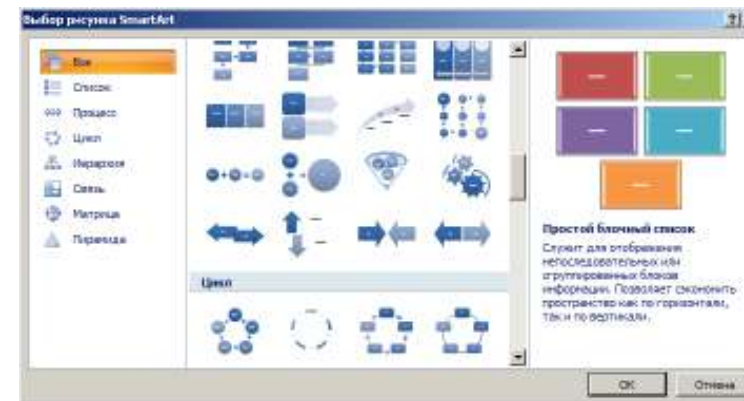 Выбор рисунка SmartArt
Все
Список
Процесс
Цикл
Иерархия
Связь
Матрица
Пирамида
Цикл
Простой блочный список
Служит для отображения
непоследовательных или
сгруппированных блоков
информации. Позволяет сэкономить
пространство как по горизонтали,
так и по вертикали.
ОК
Отмена